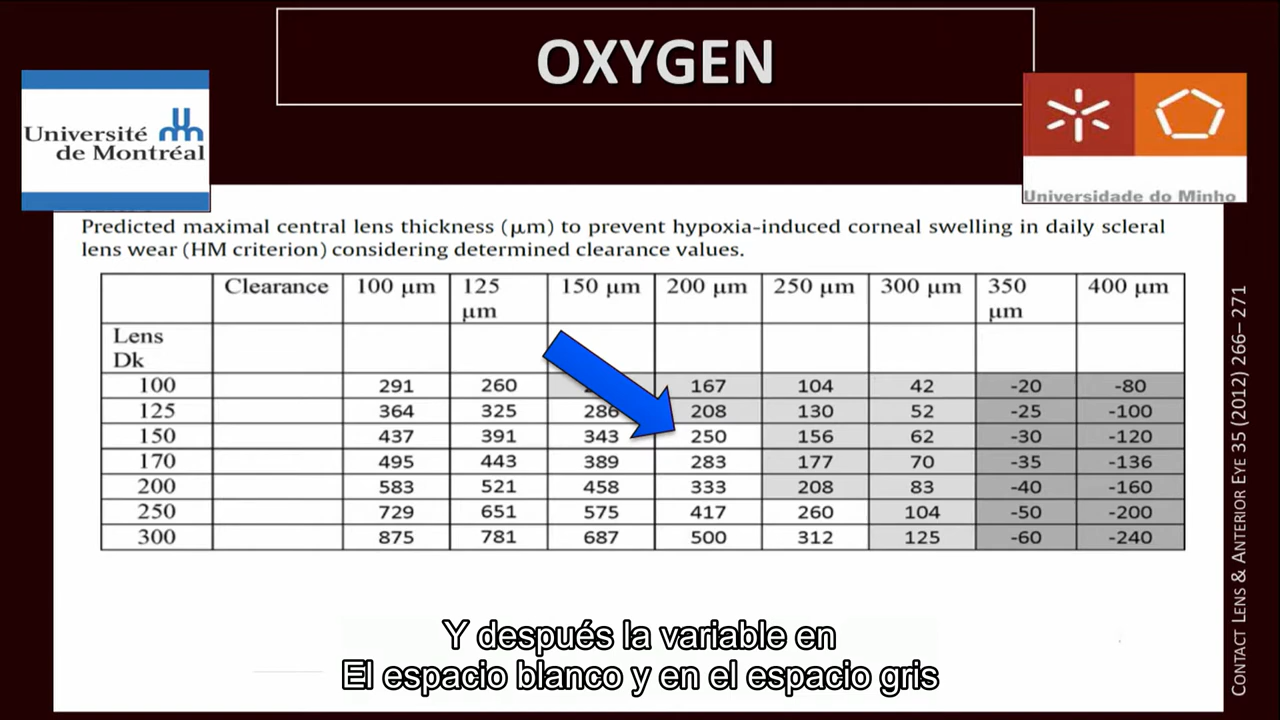 OXYGEN
Université
de Montréal
Universidade do Minho
Predicted maximal central lens thickness (μm) to prevent hypoxia-induced corneal swelling in daily scleral
lens wear (HM criterion) considering determined clearance values.
Clearance 100 μm 125 μm 150 μm 200 μm 250 μm 300 μm 350 μm 400 μm
Lens
Dk
100 291 260 167 104 42 -20 -80
125 364 325 286 208 130 52 -25 -100
150 437 391 343 250 156 62 -30 -120
170 495 443 389 283 177 70 -35 -136
200 583 521 458 333 208 83 -40 -160
250 729 651 575 417 260 104 -50 -200
300 875 781 687 500 312 125 -60 -240
CONTACT LENS & ANTERIOR EYE 35 (2012) 266– 271
Y después la variable en
El espacio blanco y en el espacio gris